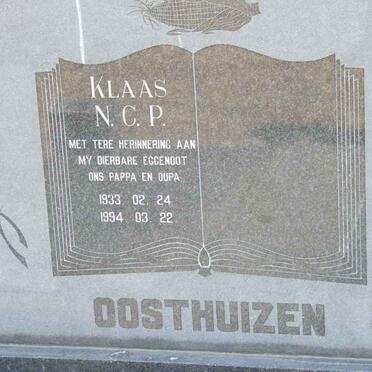 KLAAS
N. C. P.
MET TERE HERINNERING AAN
MY DIERBARE EGGENOOT
ONS PAPPA EN OUPA
1933 02 24
1994 03 22
OOSTHUIZEN